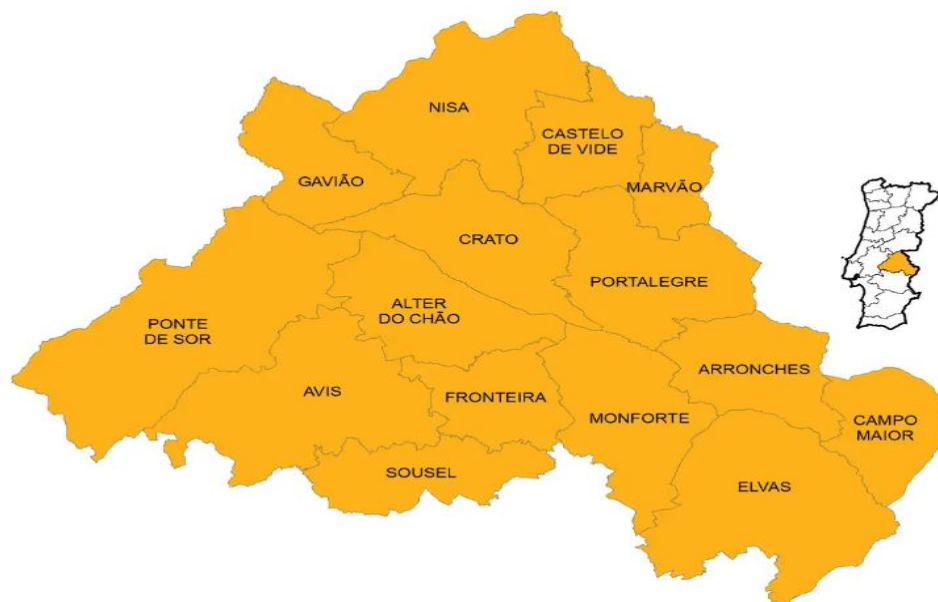 NISA
CASTELO
DE VIDE
GAVIÃO
MARVÃO
CRATO
PORTALEGRE
ALTER
DO CHÃO
PONTE
DE SOR
ARRONCHES
AVIS
FRONTEIRA
MONFORTE
CAMPO
MAIOR
SOUSEL
ELVAS